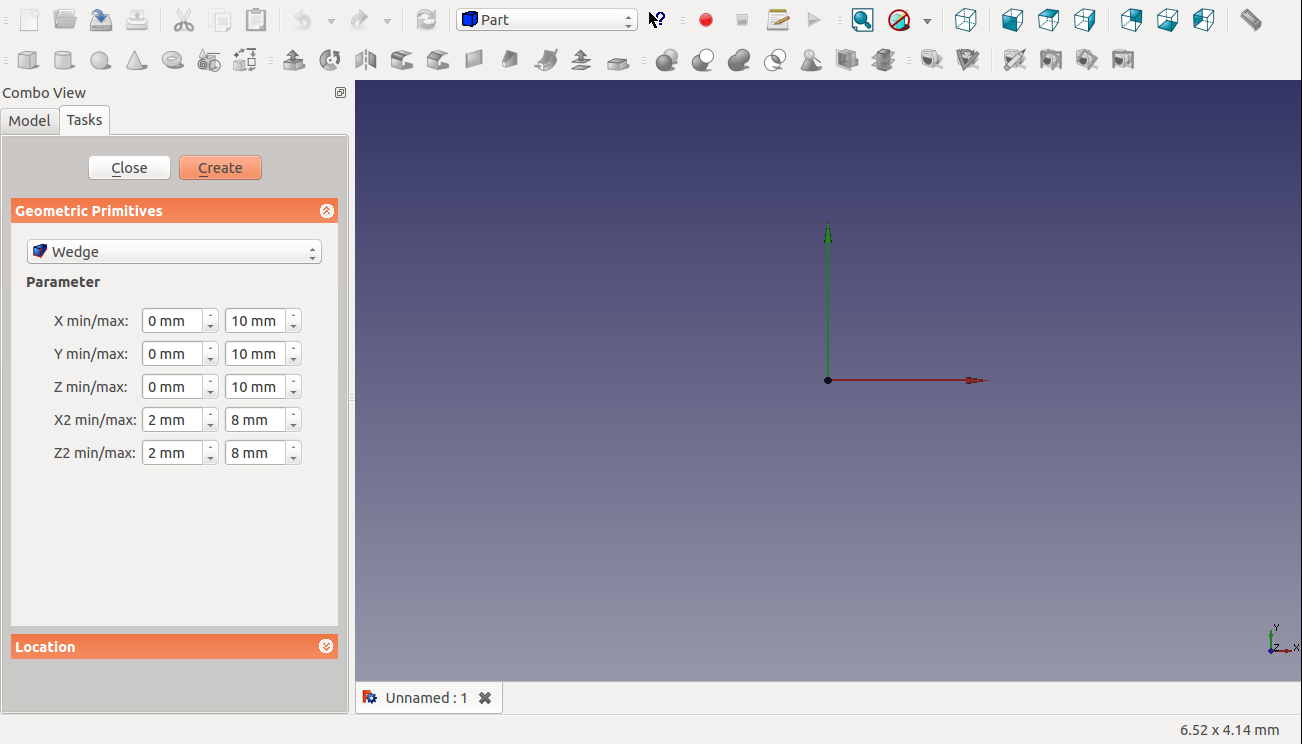 Part
Combo View
Model Tasks
Close Create
Geometric Primitives
Wedge
Parameter
X min/max: 0 mm 10 mm
Y min/max: 0 mm 10 mm
Z min/max: 0 mm 10 mm
X2 min/max: 2 mm 8 mm
Z2 min/max: 2 mm 8 mm
Location
Y
Z X
Unnamed : 1
6.52 x 4.14 mm